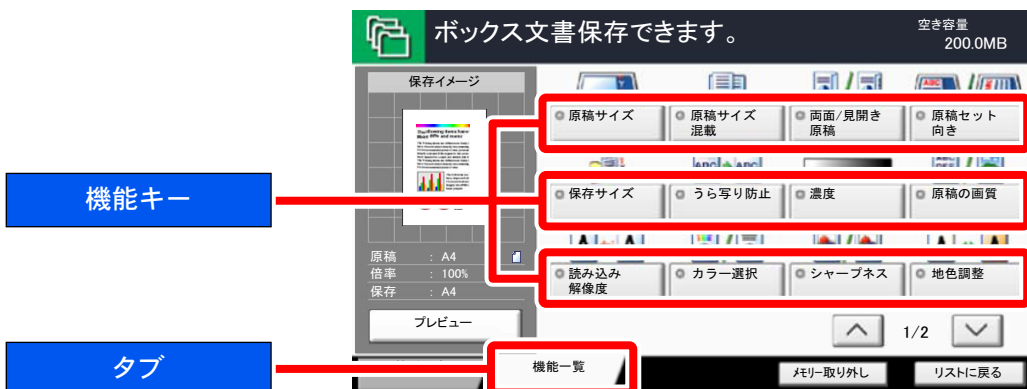 ボックス文書保存できます。
空き容量
200.0MB
保存イメージ
原稿サイズ
原稿サイズ
混載
両面/見開き
原稿
原稿セット
向き
機能キー
保存サイズ
うら写り防止
濃度
原稿の画質
原稿 : A4
倍率 : 100%
保存 : A4
読み込み
解像度
カラー選択
シャープネス
地色調整
プレビュー
1/2
タブ
機能一覧
メモリー取り外し
リストに戻る